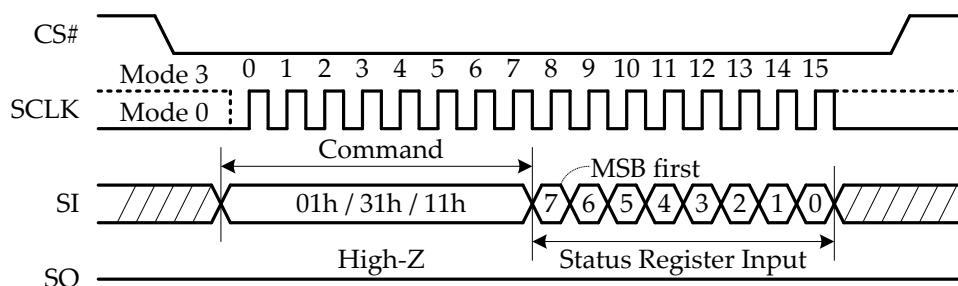 CS#
Mode 3 0 1 2 3 4 5 6 7 8 9 10 11 12 13 14 15
SCLK Mode 0
Command
MSB first
SI 01h / 31h / 11h 7 6 5 4 3 2 1 0
High-Z Status Register Input
SO